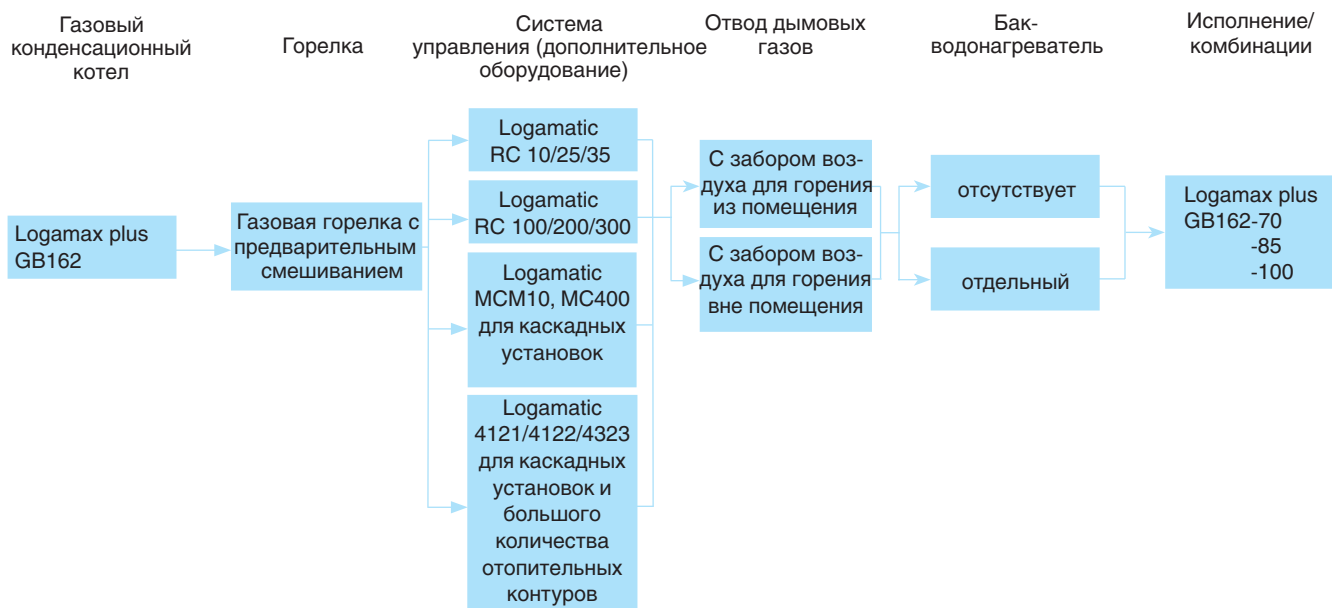 Газовый
конденсационный
котел
Горелка
Система
управления (дополнительное
оборудование)
Отвод дымовых
газов
Бак-
водонагреватель
Исполнение/
комбинации
Logamax plus
GB162
Газовая горелка с
предварительным
смешиванием
Logamatic
RC 10/25/35
Logamatic
RC 100/200/300
Logamatic
MCM10, MC400
для каскадных
установок
Logamatic
4121/4122/4323
для каскадных
установок и
большого
количества
отопительных
контуров
С забором воз-
духа для горения
из помещения
С забором воз-
духа для горения
вне помещения
отсутствует
отдельный
Logamax plus
GB162-70
-85
-100